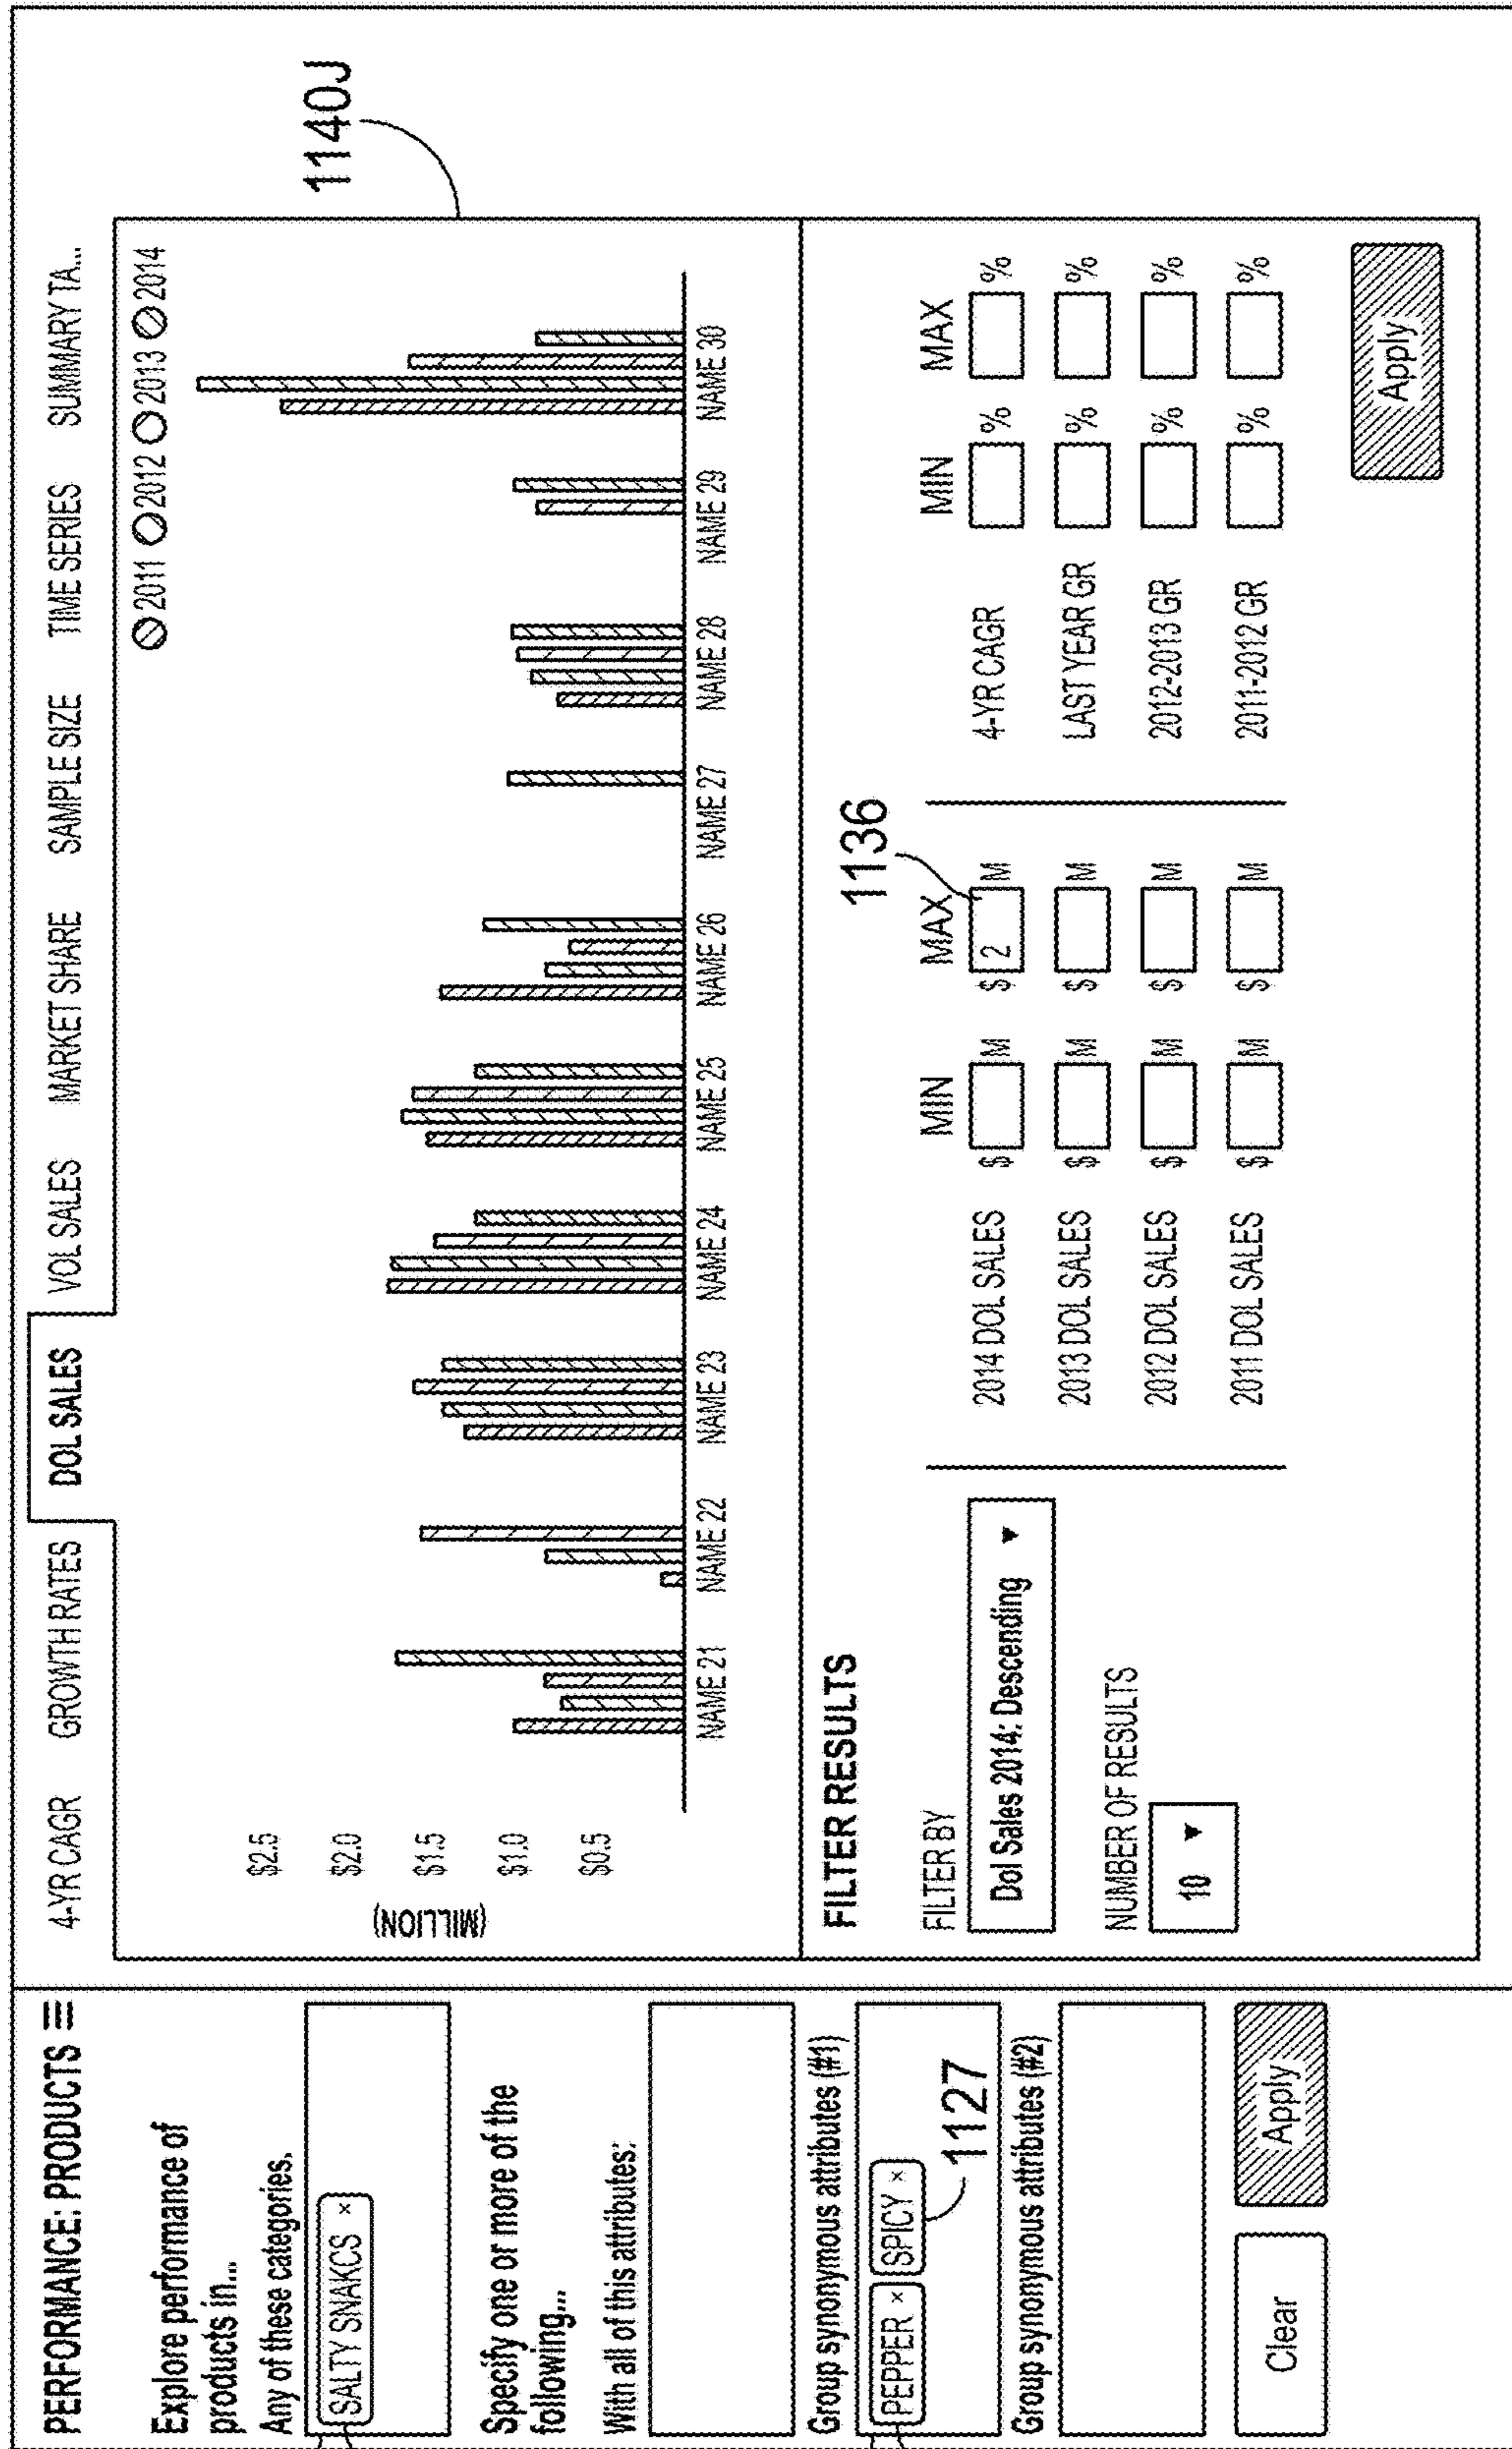 PERFORMANCE: PRODUCTS
Explore performance of
products in...
Any of these categories.
SALTY SNAKCS ×
Specify one or more of the
following...
With all of this attributes:
Group synonymous attributes (#1)
PEPPER × SPICY ×
1127
Group synonymous attributes (#2)
Clear Apply
4-YR CAGR GROWTH RATES DOL SALES VOL SALES MARKET SHARE SAMPLE SIZE TIME SERIES SUMMARY TA...
2011 2012 2013 2014
1140J
(MILLION)
$2.5
$2.0
$1.5
$1.0
$0.5
NAME 21 NAME 22 NAME 23 NAME 24 NAME 25 NAME 26 NAME 27 NAME 28 NAME 29 NAME 30
FILTER RESULTS
1136
FILTER BY
Dol Sales 2014: Descending ▼
NUMBER OF RESULTS
10 ▼
MIN MAX
2014 DOL SALES $ M $ 2 M
2013 DOL SALES $ M $ M
2012 DOL SALES $ M $ M
2011 DOL SALES $ M $ M
MIN MAX
4-YR CAGR % %
LAST YEAR GR % %
2012-2013 GR % %
2011-2012 GR % %
Apply